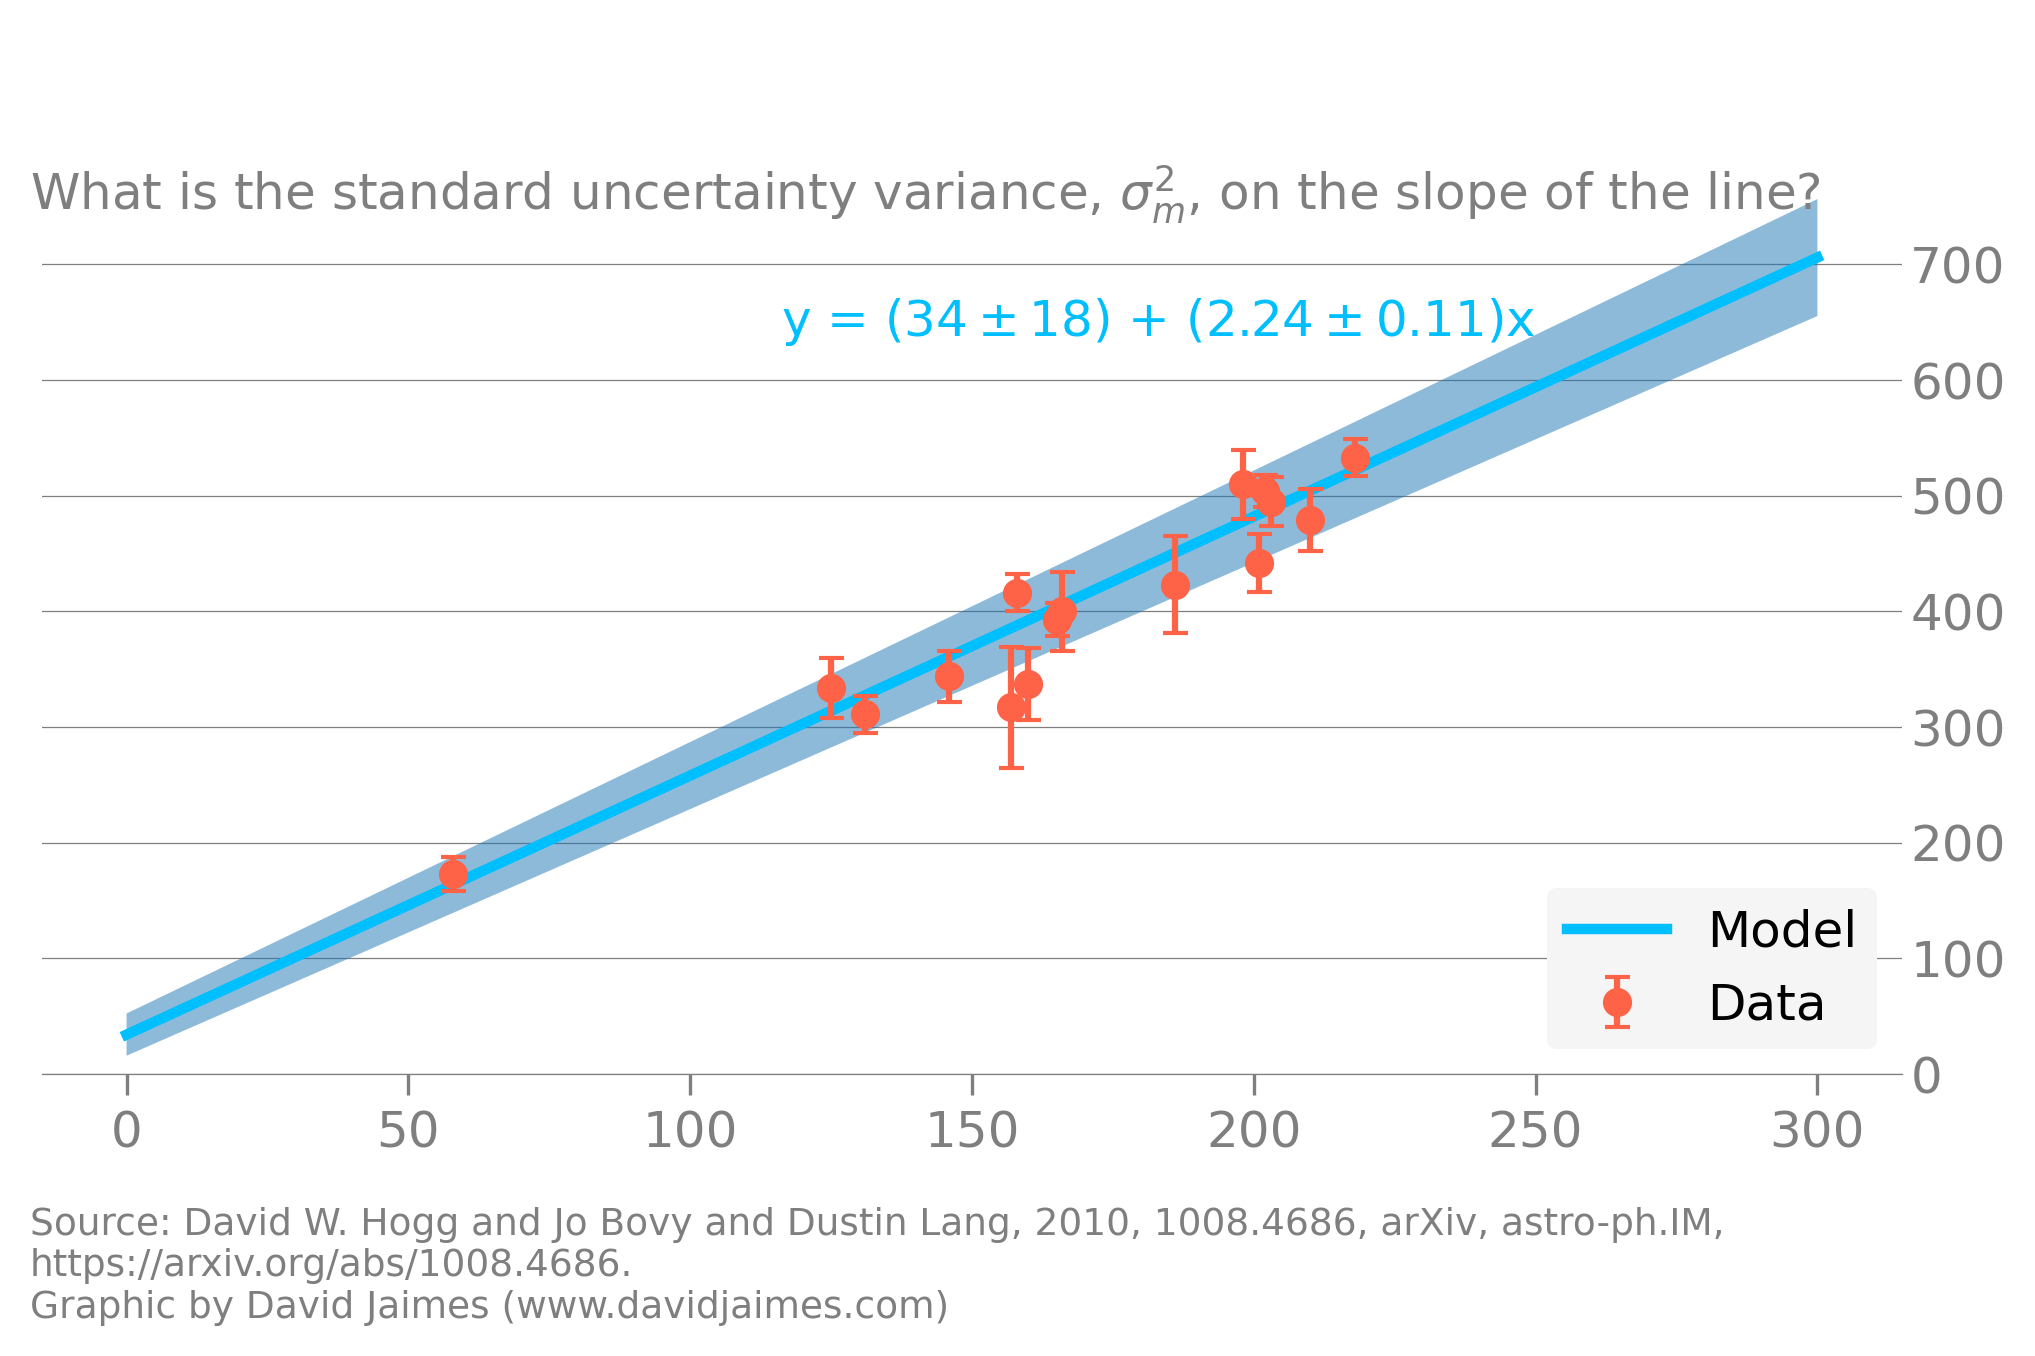 What is the standard uncertainty variance, σ²ₘ, on the slope of the line?
700
y = (34 ± 18) + (2.24 ± 0.11)x
600
500
400
300
200
Model
100
Data
0
0 50 100 150 200 250 300
Source: David W. Hogg and Jo Bovy and Dustin Lang, 2010, 1008.4686, arXiv, astro-ph.IM,
https://arxiv.org/abs/1008.4686.
Graphic by David Jaimes (www.davidjaimes.com)